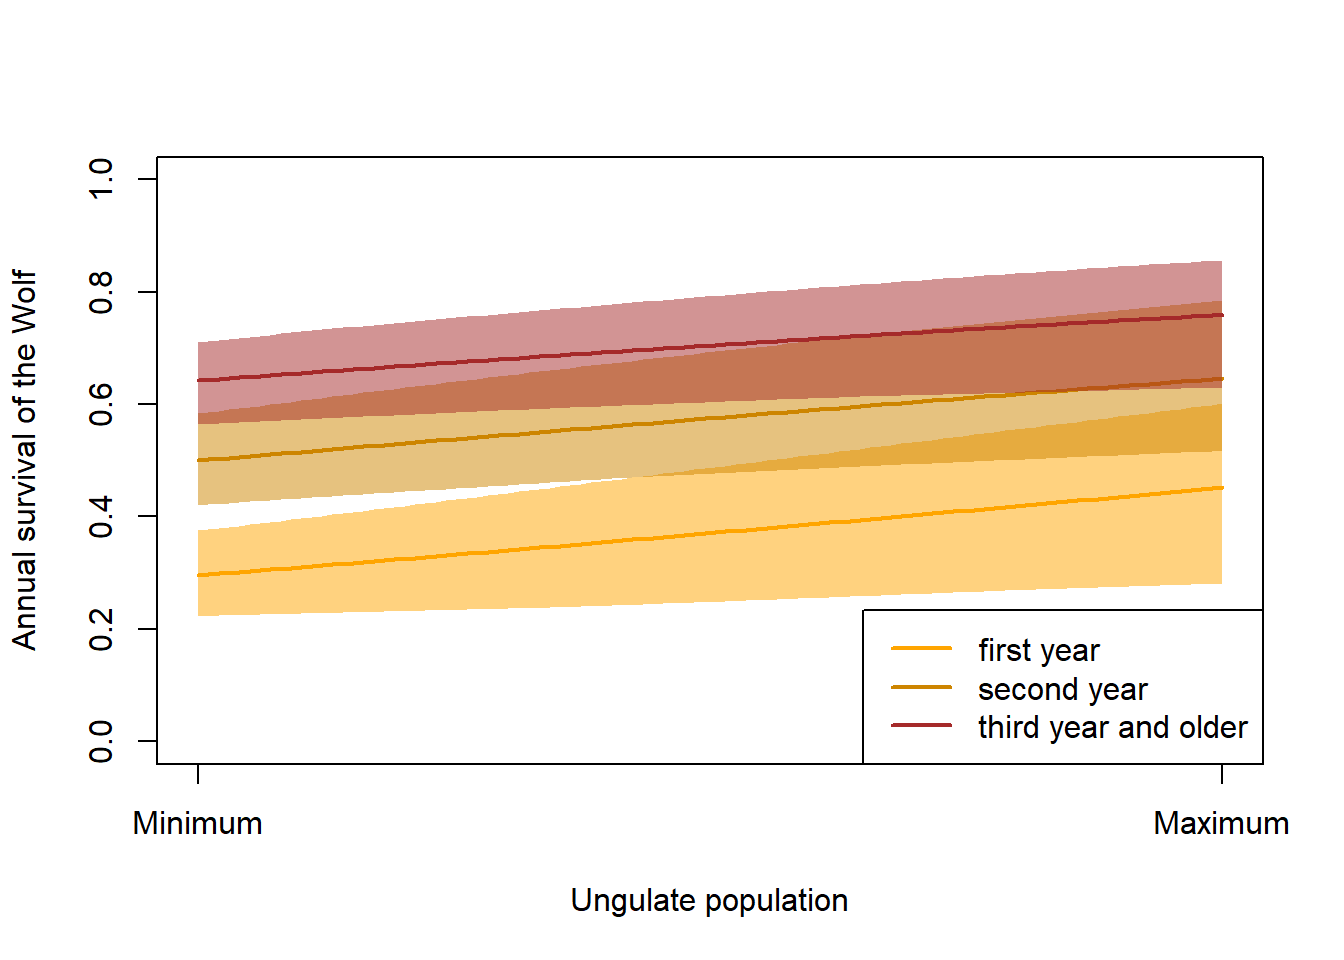 Annual survival of the Wolf
1.0
0.8
0.6
0.4
0.2
0.0
first year
second year
third year and older
Minimum
Maximum
Ungulate population